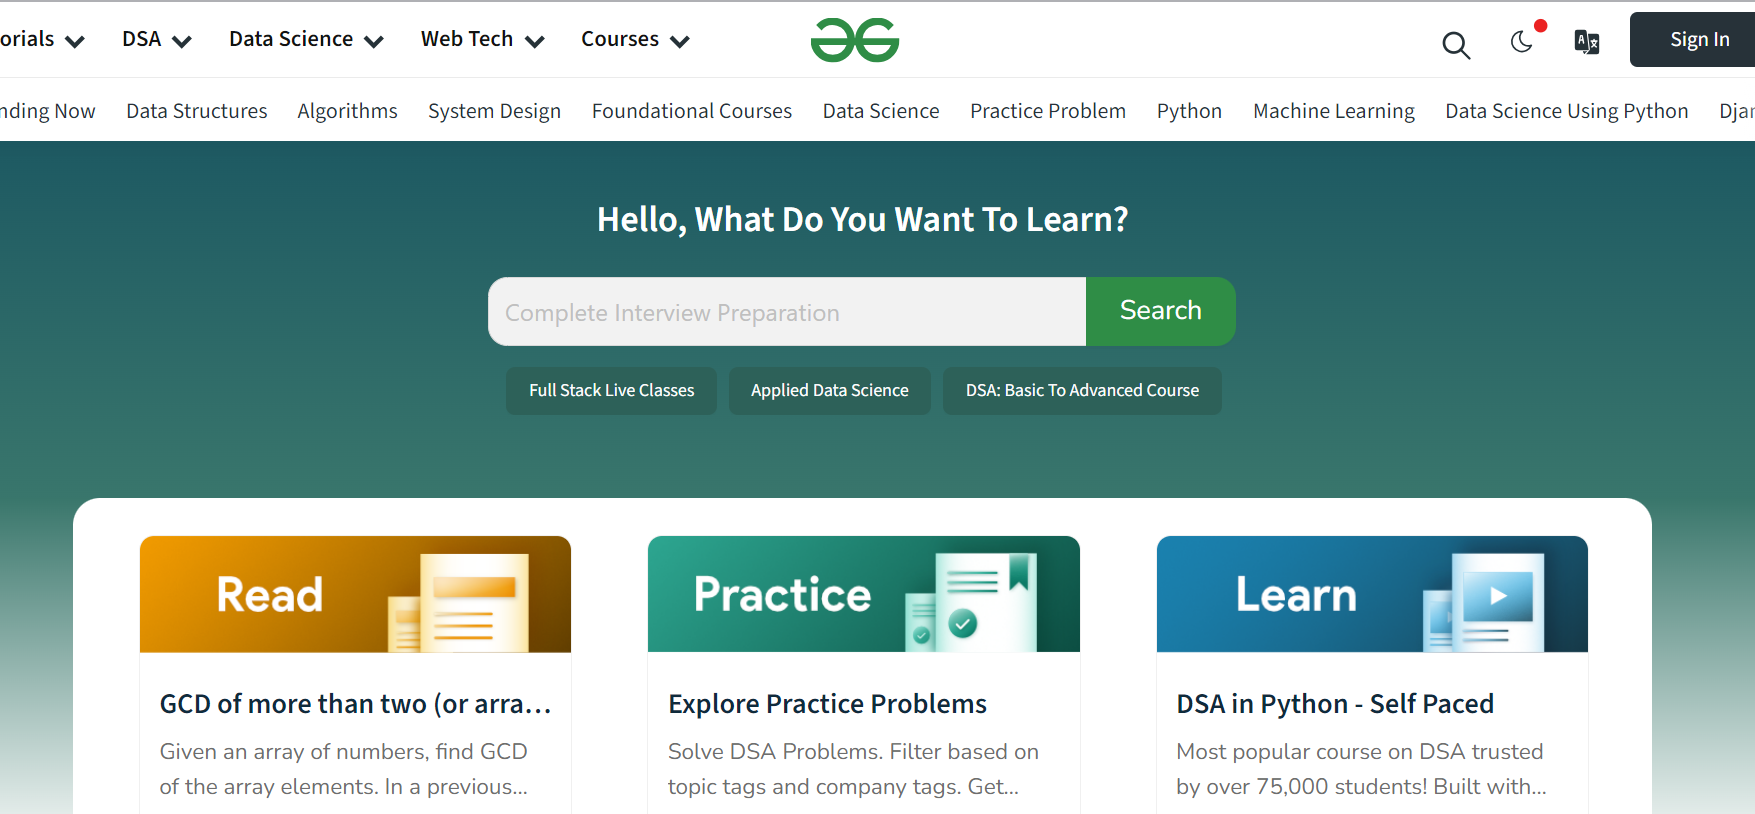 orials DSA Data Science Web Tech Courses Sign In
nding Now Data Structures Algorithms System Design Foundational Courses Data Science Practice Problem Python Machine Learning Data Science Using Python Djan
Hello, What Do You Want To Learn?
Complete Interview Preparation Search
Full Stack Live Classes Applied Data Science DSA: Basic To Advanced Course
Read
GCD of more than two (or arra...
Given an array of numbers, find GCD
of the array elements. In a previous...
Practice
Explore Practice Problems
Solve DSA Problems. Filter based on
topic tags and company tags. Get...
Learn
DSA in Python - Self Paced
Most popular course on DSA trusted
by over 75,000 students! Built with...